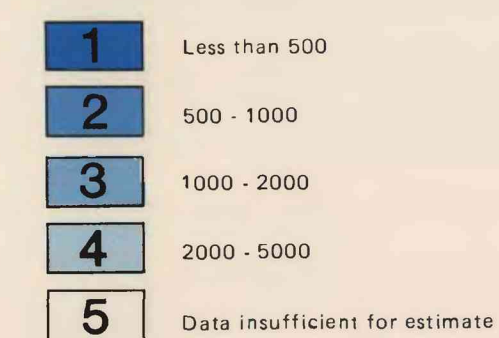 1 Less than 500
2 500 - 1000
3 1000 - 2000
4 2000 - 5000
5 Data insufficient for estimate